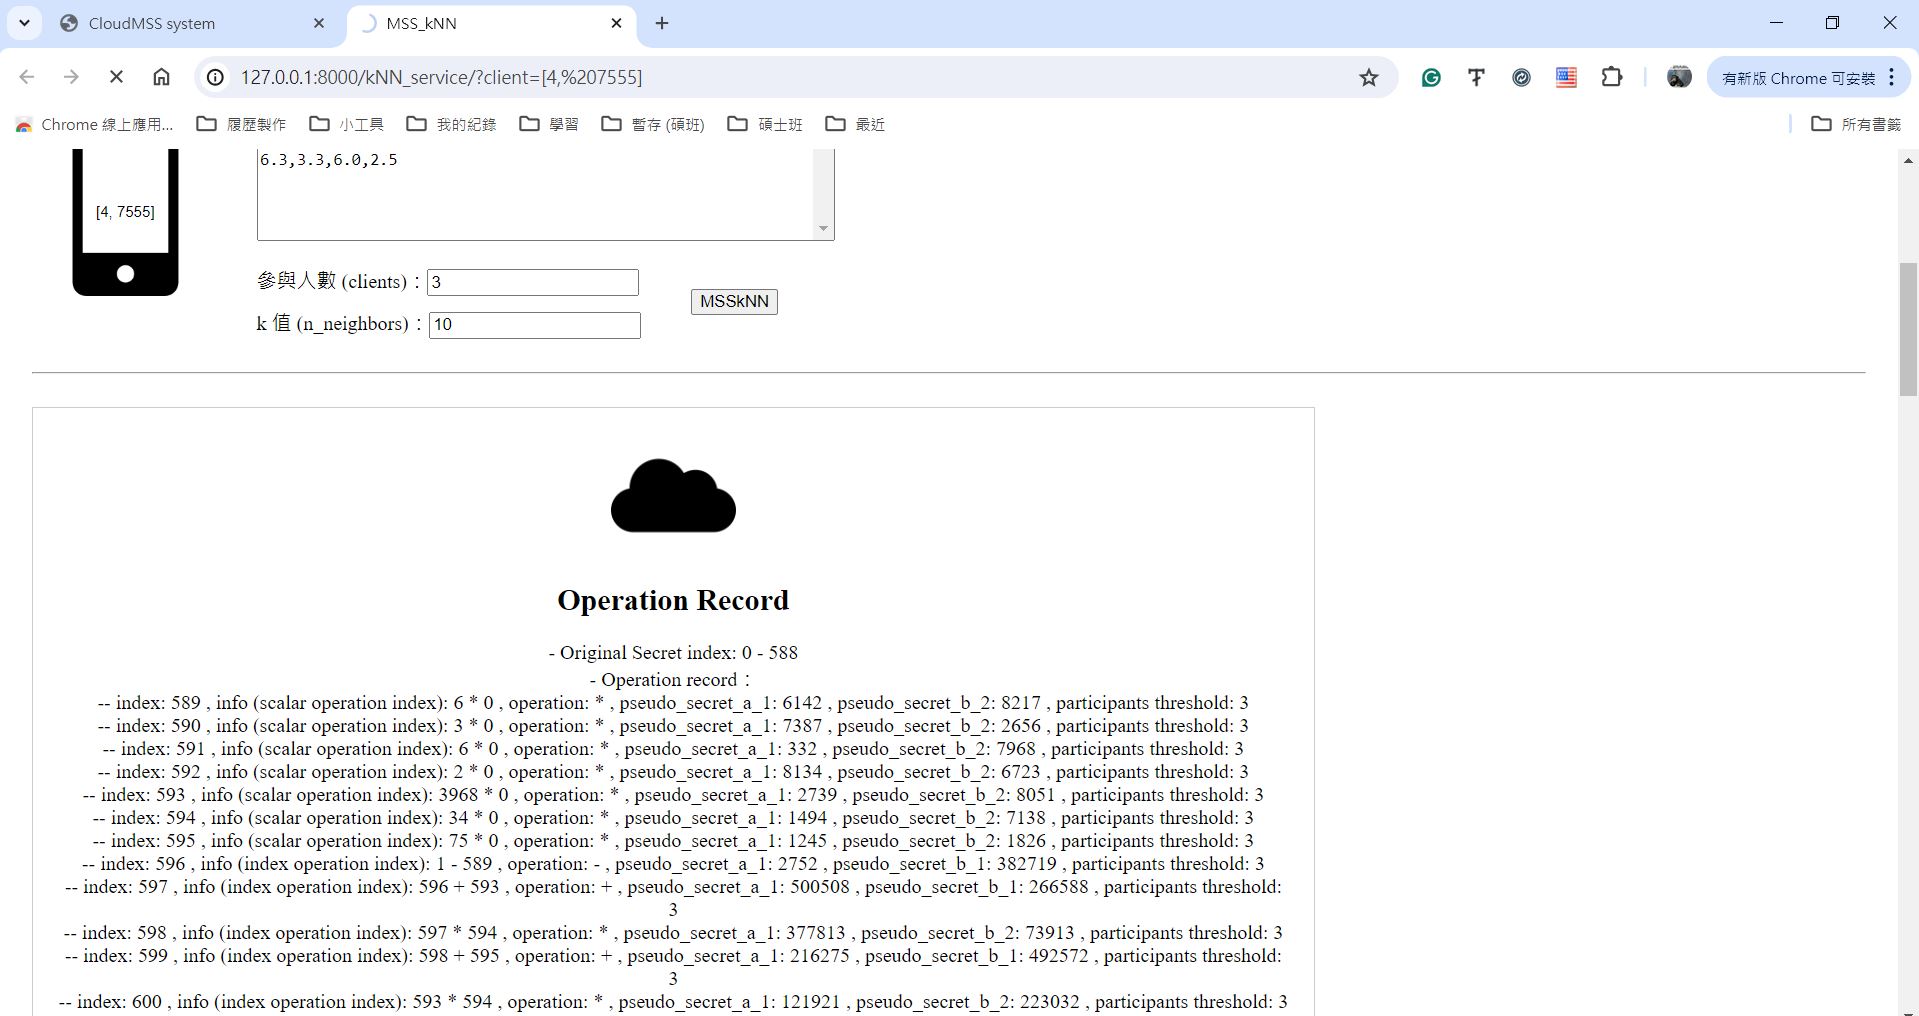 CloudMSS system
MSS_kNN
127.0.0.1:8000/kNN_service/?client=[4,%207555]
有新版 Chrome 可安裝
Chrome 線上應用...
履歷製作
小工具
我的紀錄
學習
暫存 (碩班)
碩士班
最近
所有書籤
6.3,3.3,6.0,2.5
[4, 7555]
參與人數 (clients)：3
MSSkNN
k 值 (n_neighbors)：10
Operation Record
- Original Secret index: 0 - 588
- Operation record：
-- index: 589 , info (scalar operation index): 6 * 0 , operation: * , pseudo_secret_a_1: 6142 , pseudo_secret_b_2: 8217 , participants threshold: 3
-- index: 590 , info (scalar operation index): 3 * 0 , operation: * , pseudo_secret_a_1: 7387 , pseudo_secret_b_2: 2656 , participants threshold: 3
-- index: 591 , info (scalar operation index): 6 * 0 , operation: * , pseudo_secret_a_1: 332 , pseudo_secret_b_2: 7968 , participants threshold: 3
-- index: 592 , info (scalar operation index): 2 * 0 , operation: * , pseudo_secret_a_1: 8134 , pseudo_secret_b_2: 6723 , participants threshold: 3
-- index: 593 , info (scalar operation index): 3968 * 0 , operation: * , pseudo_secret_a_1: 2739 , pseudo_secret_b_2: 8051 , participants threshold: 3
-- index: 594 , info (scalar operation index): 34 * 0 , operation: * , pseudo_secret_a_1: 1494 , pseudo_secret_b_2: 7138 , participants threshold: 3
-- index: 595 , info (scalar operation index): 75 * 0 , operation: * , pseudo_secret_a_1: 1245 , pseudo_secret_b_2: 1826 , participants threshold: 3
-- index: 596 , info (index operation index): 1 - 589 , operation: - , pseudo_secret_a_1: 2752 , pseudo_secret_b_1: 382719 , participants threshold: 3
-- index: 597 , info (index operation index): 596 + 593 , operation: + , pseudo_secret_a_1: 500508 , pseudo_secret_b_1: 266588 , participants threshold:
3
-- index: 598 , info (index operation index): 597 * 594 , operation: * , pseudo_secret_a_1: 377813 , pseudo_secret_b_2: 73913 , participants threshold: 3
-- index: 599 , info (index operation index): 598 + 595 , operation: + , pseudo_secret_a_1: 216275 , pseudo_secret_b_1: 492572 , participants threshold:
3
-- index: 600 , info (index operation index): 593 * 594 , operation: * , pseudo_secret_a_1: 121921 , pseudo_secret_b_2: 223032 , participants threshold: 3